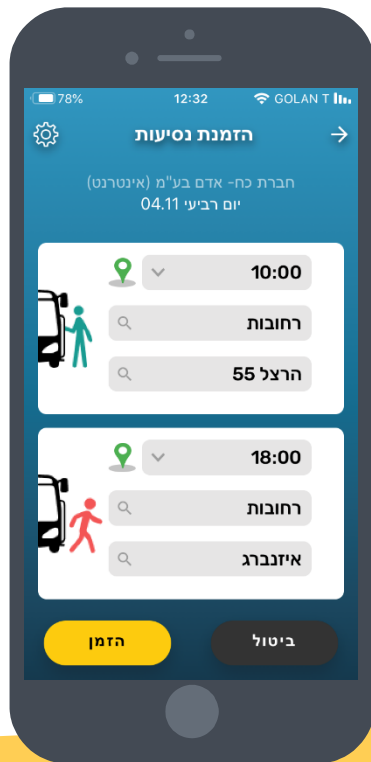 78% 12:32 GOLAN T
הזמנת נסיעות
חברת כח- אדם בע"מ (אינטרנט)
יום רביעי 04.11
10:00
רחובות
הרצל 55
18:00
רחובות
איזנברג
ביטול
הזמן